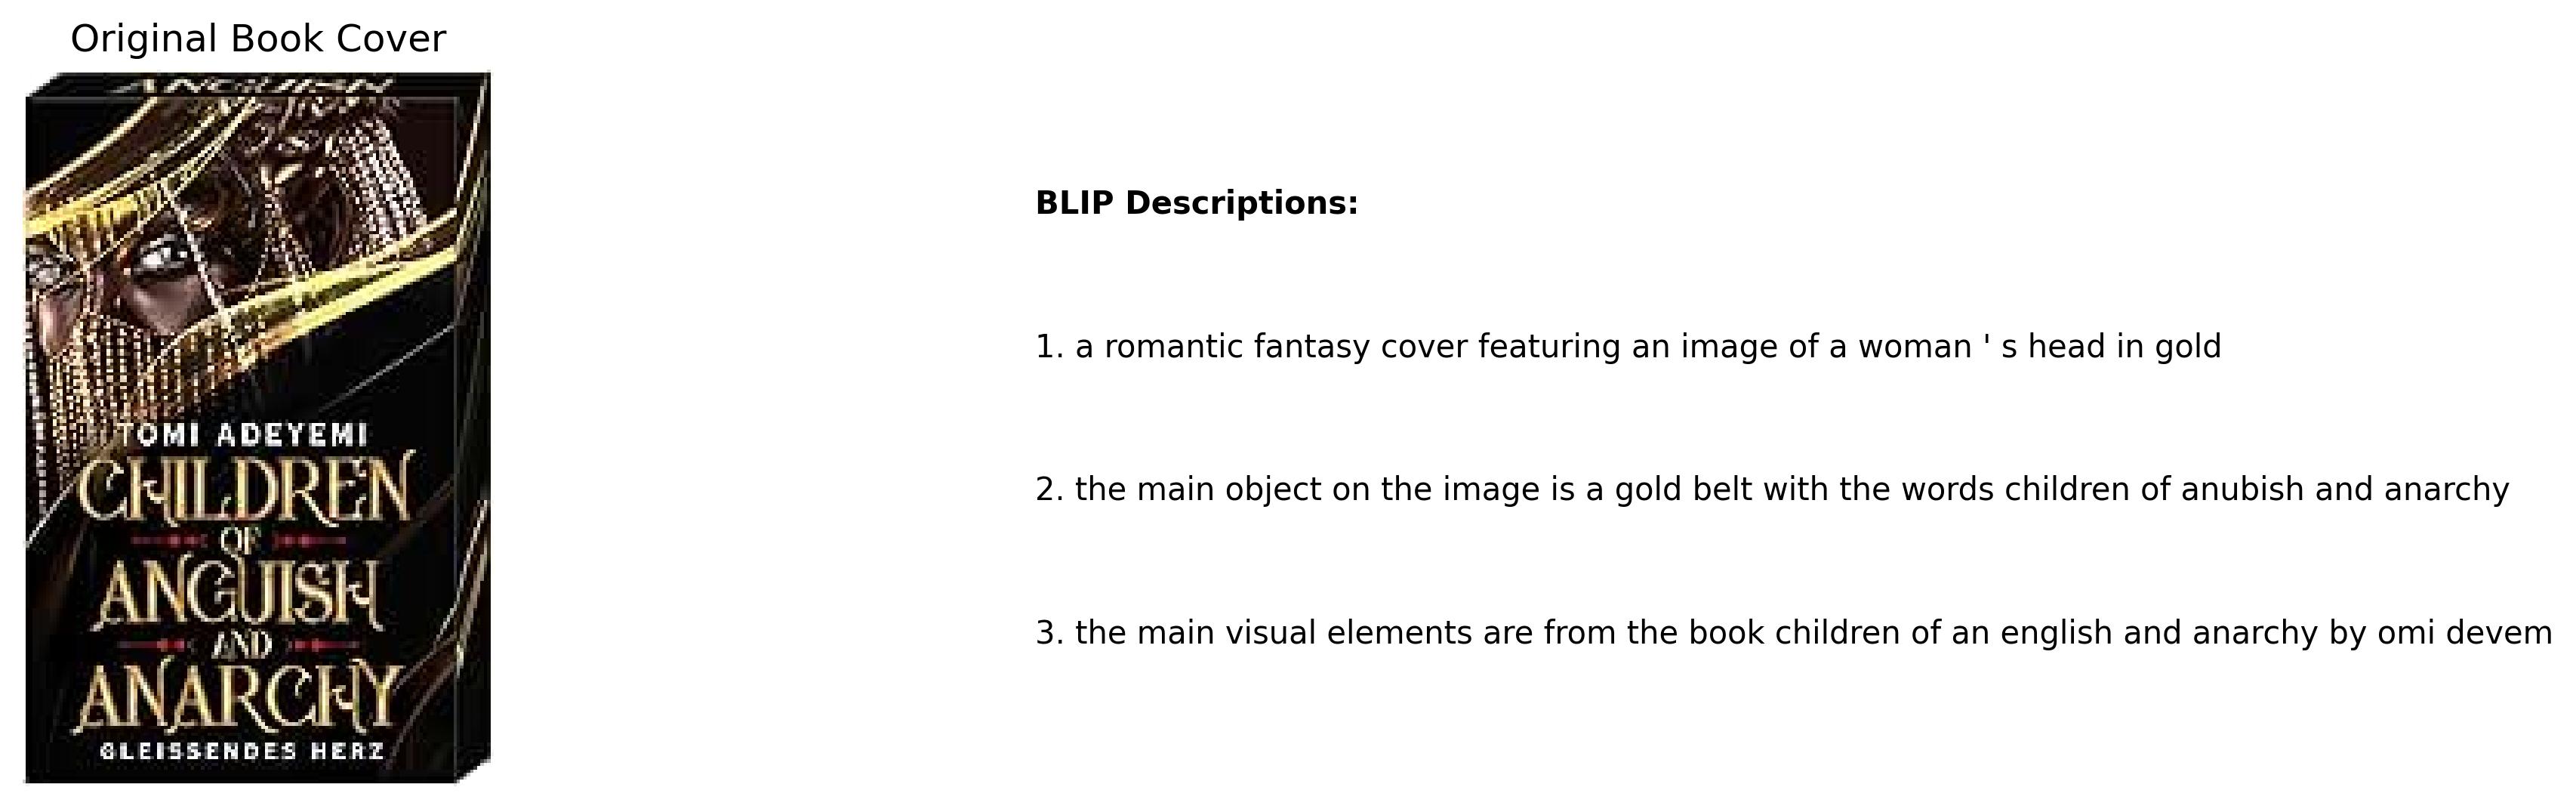 Original Book Cover
TOMI ADEYEMI
CHILDREN
OF
ANGUISH
AND
ANARCHY
GLEISSENDES HERZ
BLIP Descriptions:
1. a romantic fantasy cover featuring an image of a woman ' s head in gold
2. the main object on the image is a gold belt with the words children of anubish and anarchy
3. the main visual elements are from the book children of an english and anarchy by omi devem